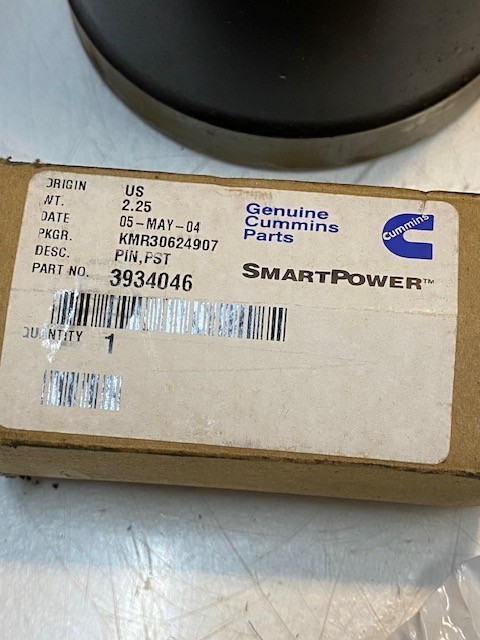 ORIGIN US
WT. 2.25
DATE 05-MAY-04
PKGR. KMR30624907
DESC. PIN,PST
PART NO. 3934046
QUANTITY 1
Genuine
Cummins
Parts
Cummins
SMARTPOWER™